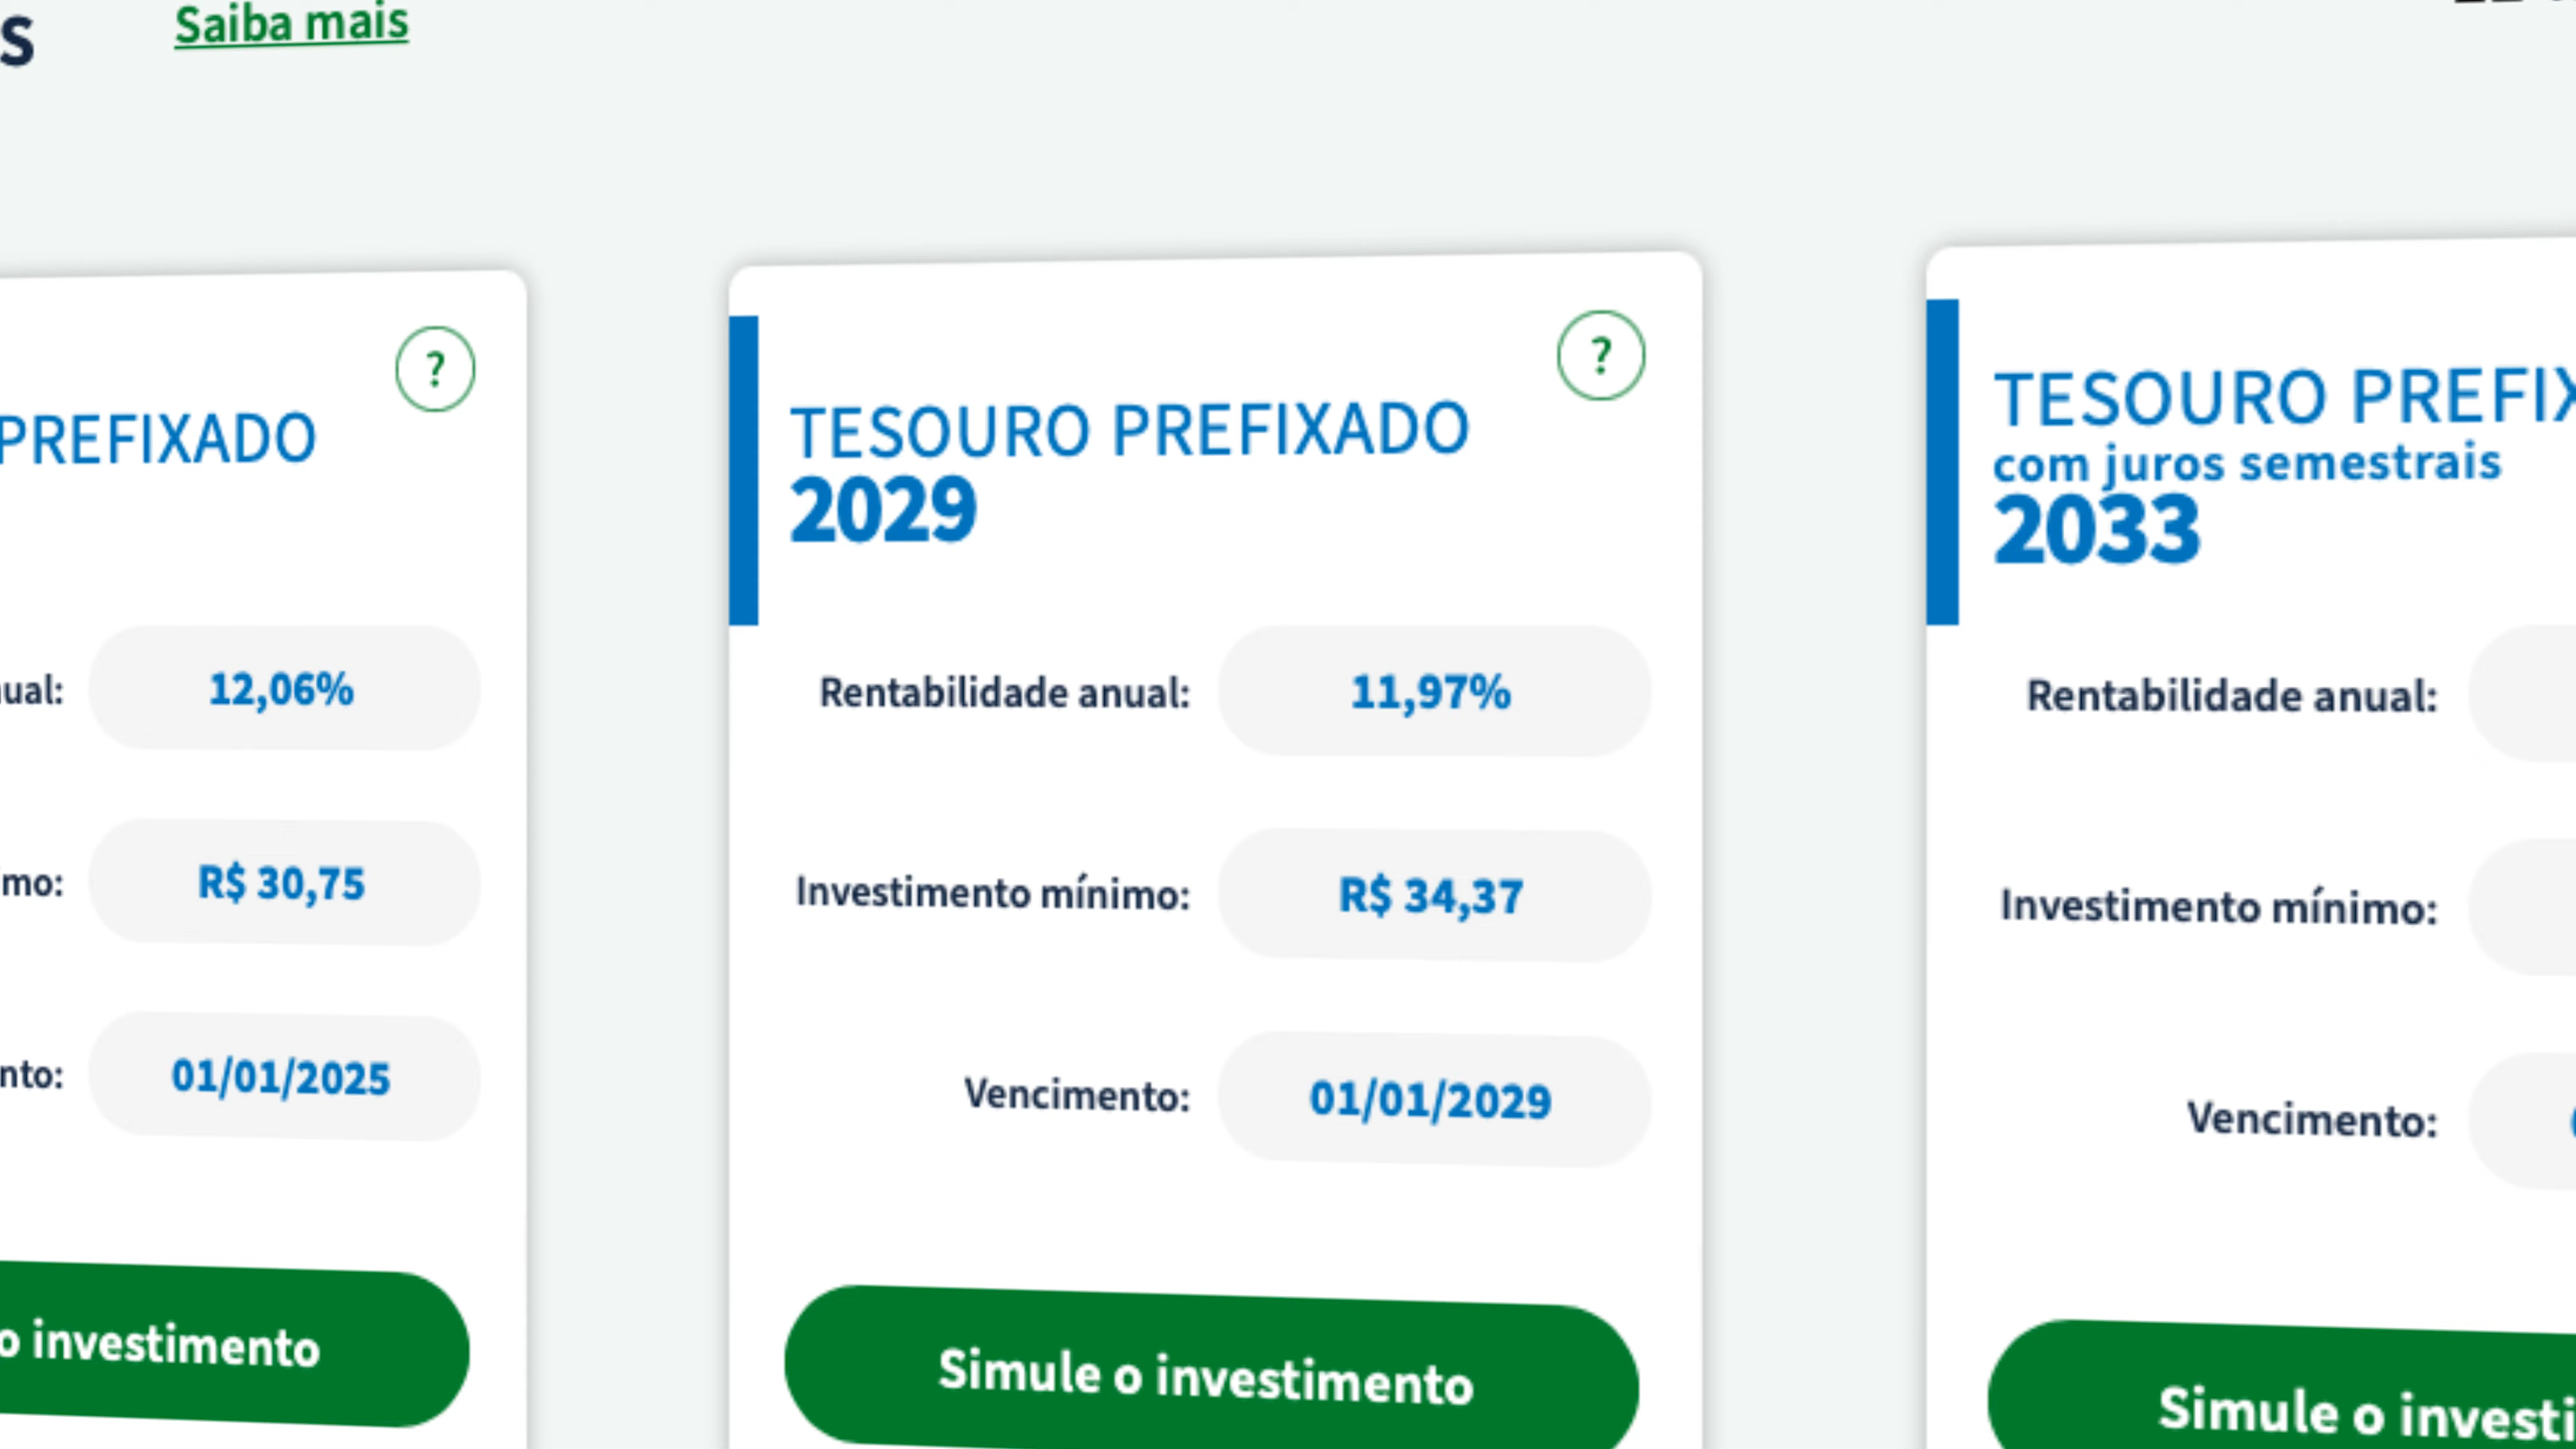 s
Saiba mais
PREFIXADO
ual:
12,06%
mo:
R$ 30,75
nto:
01/01/2025
o investimento
?
TESOURO PREFIXADO
2029
?
Rentabilidade anual:
11,97%
Investimento mínimo:
R$ 34,37
Vencimento:
01/01/2029
Simule o investimento
TESOURO PREFIX
com juros semestrais
2033
Rentabilidade anual:
Investimento mínimo:
Vencimento:
Simule o investi